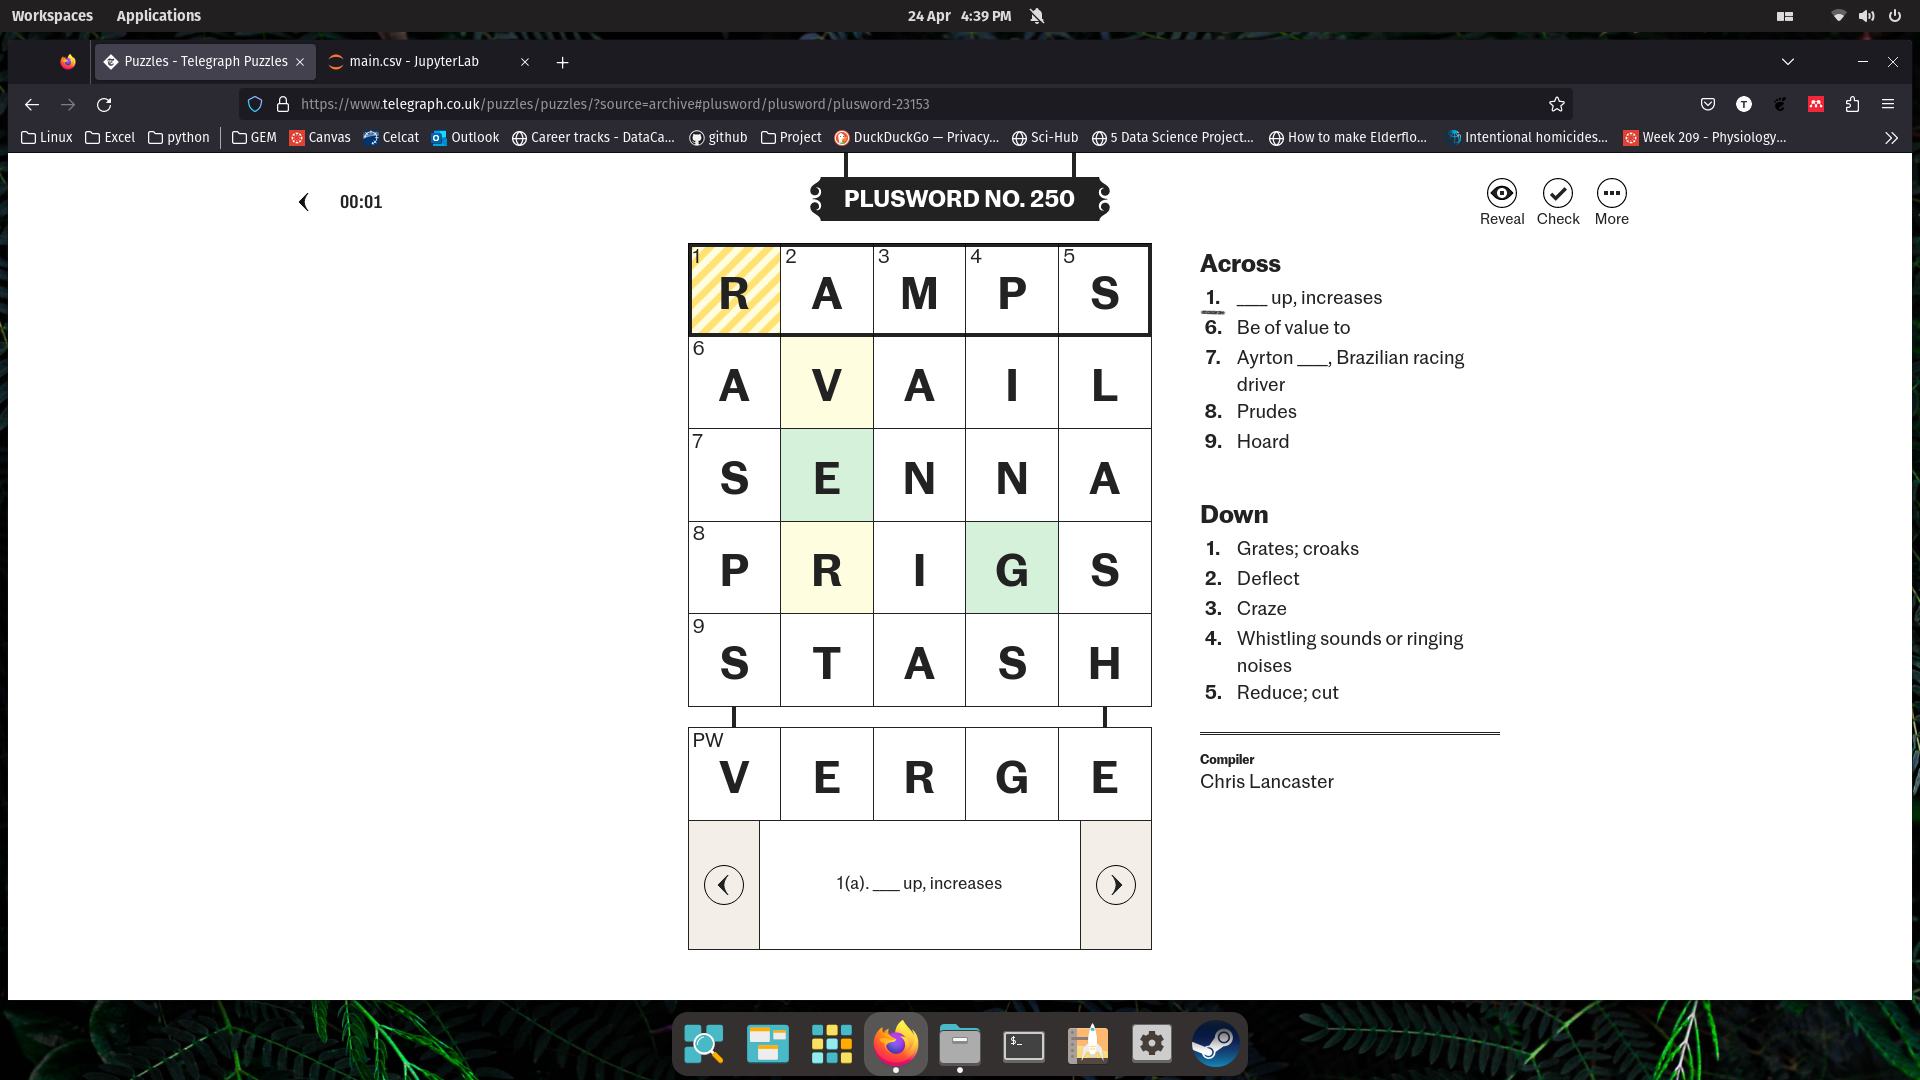 Workspaces Applications 24 Apr 4:39 PM
Puzzles - Telegraph Puzzles main.csv - JupyterLab
https://www.telegraph.co.uk/puzzles/puzzles/?source=archive#plusword/plusword/plusword-23153
Linux Excel python GEM Canvas Celcat Outlook Career tracks - DataCa... github Project DuckDuckGo — Privacy... Sci-Hub 5 Data Science Project... How to make Elderflo... Intentional homicides... Week 209 - Physiology...
00:01
PLUSWORD NO. 250
Reveal Check More
1 R 2 A 3 M 4 P 5 S
6 A V A I L
7 S E N N A
8 P R I G S
9 S T A S H
PW V E R G E
1(a). ___ up, increases
Across
1. ___ up, increases
6. Be of value to
7. Ayrton ___, Brazilian racing
driver
8. Prudes
9. Hoard
Down
1. Grates; croaks
2. Deflect
3. Craze
4. Whistling sounds or ringing
noises
5. Reduce; cut
Compiler
Chris Lancaster